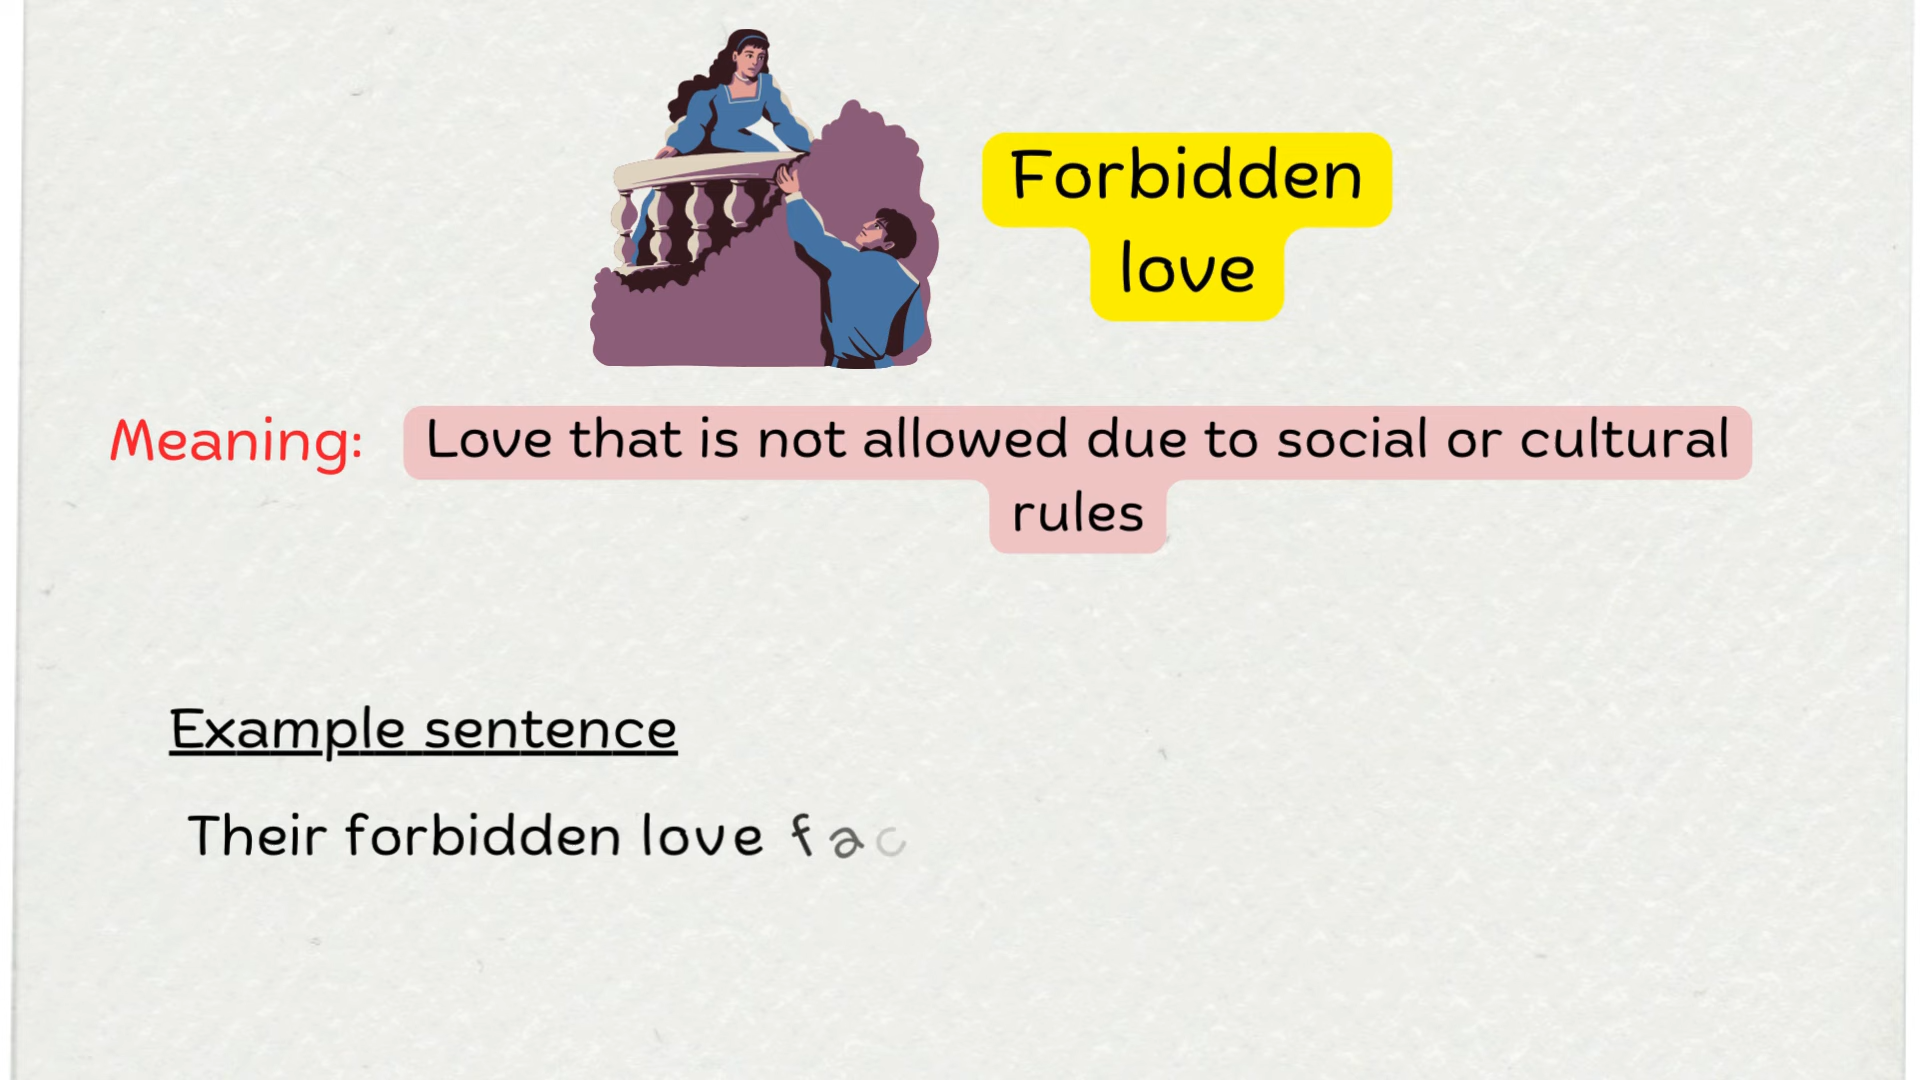 Forbidden
love
Meaning: Love that is not allowed due to social or cultural
rules
Example sentence
Their forbidden love fac